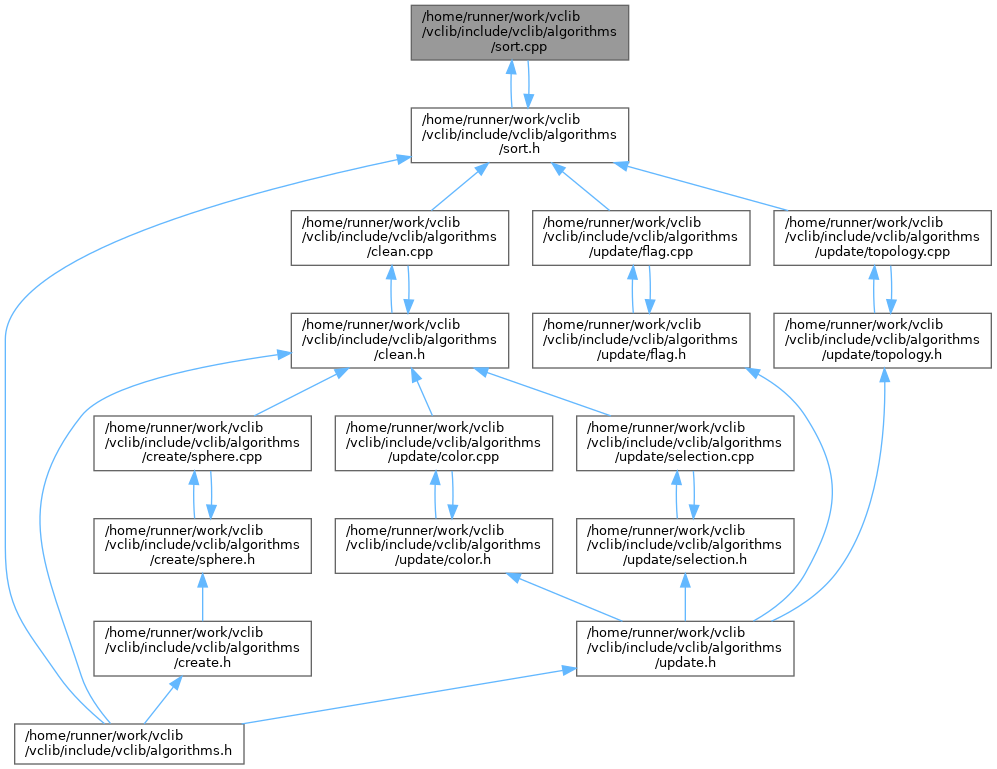 /home/runner/work/vclib
/vclib/include/vclib/algorithms
/sort.cpp
/home/runner/work/vclib
/vclib/include/vclib/algorithms
/sort.h
/home/runner/work/vclib
/vclib/include/vclib/algorithms
/clean.cpp
/home/runner/work/vclib
/vclib/include/vclib/algorithms
update/flag.cpp
/home/runner/work/vclib
/vclib/include/vclib/algorithms
/update/topology.cpp
/home/runner/work/vclib
/vclib/include/vclib/algorithms
/clean.h
/home/runner/work/vclib
/vclib/include/vclib/algorithms
update/flag.h
/home/runner/work/vclib
/vclib/include/vclib/algorithms
/update/topology.h
/home/runner/work/vclib
/vclib/include/vclib/algorithms
/create/sphere.cpp
/home/runner/work/vclib
/vclib/include/vclib/algorithms
/update/color.cpp
/home/runner/work/vclib
/vclib/include/vclib/algorithms
/update/selection.cpp
/home/runner/work/vclib
/vclib/include/vclib/algorithms
/create/sphere.h
/home/runner/work/vclib
/vclib/include/vclib/algorithms
/update/color.h
/home/runner/work/vclib
/vclib/include/vclib/algorithms
/update/selection.h
/home/runner/work/vclib
/vclib/include/vclib/algorithms
/create.h
/home/runner/work/vclib
/vclib/include/vclib/algorithms
/update.h
/home/runner/work/vclib
/vclib/include/vclib/algorithms.h